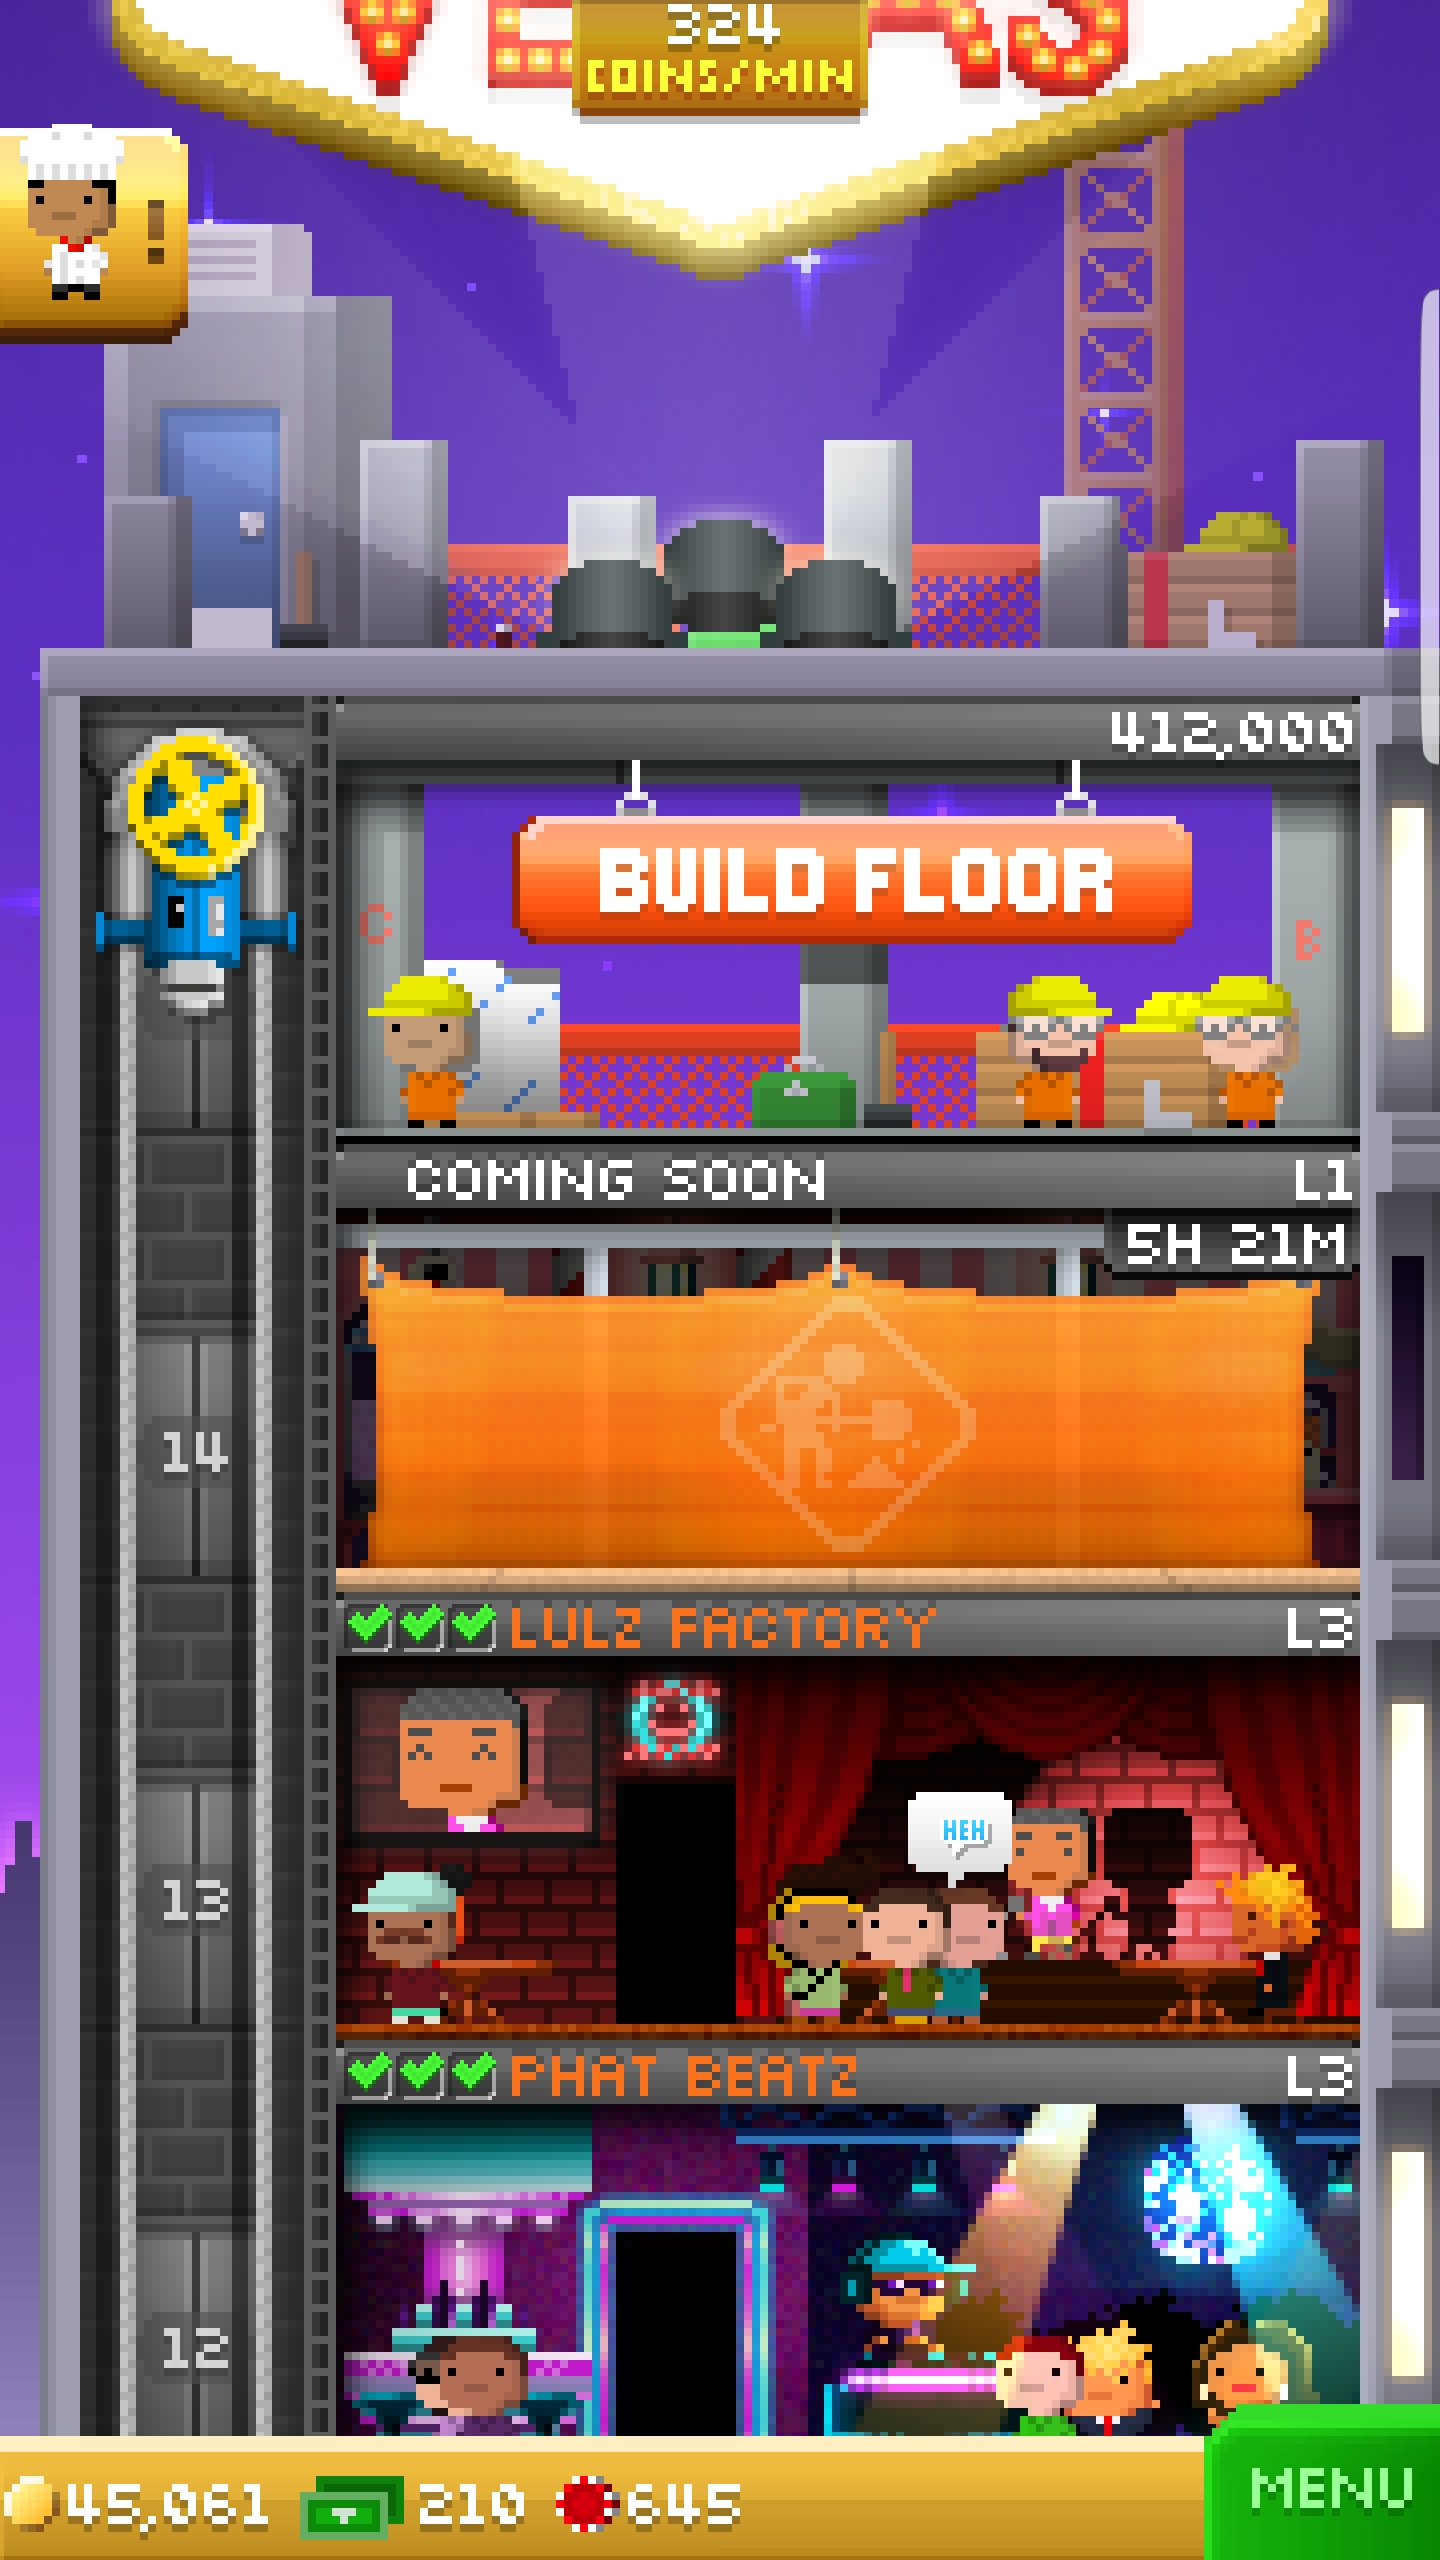 324
COINS/MIN
!
412,000
BUILD FLOOR
C
B
COMING SOON
L1
5H 21M
14
LULZ FACTORY
L3
HEH
13
PHAT BEATZ
L3
12
45,061
210
645
MENU